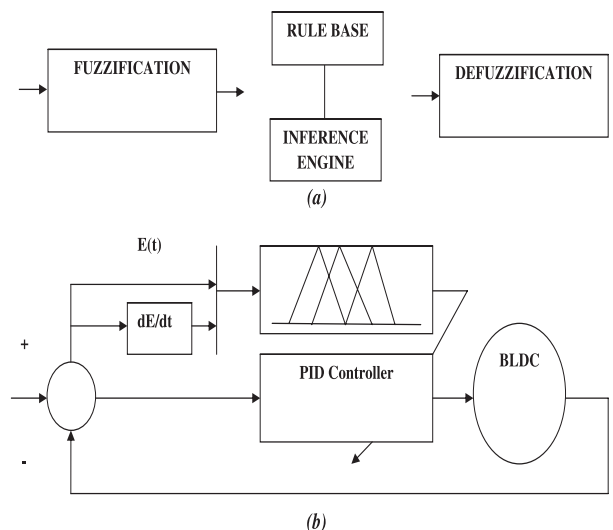 RULE BASE
FUZZIFICATION
DEFUZZIFICATION
INFERENCE
ENGINE
(a)
E(t)
dE/dt
+
PID Controller
BLDC
-
(b)